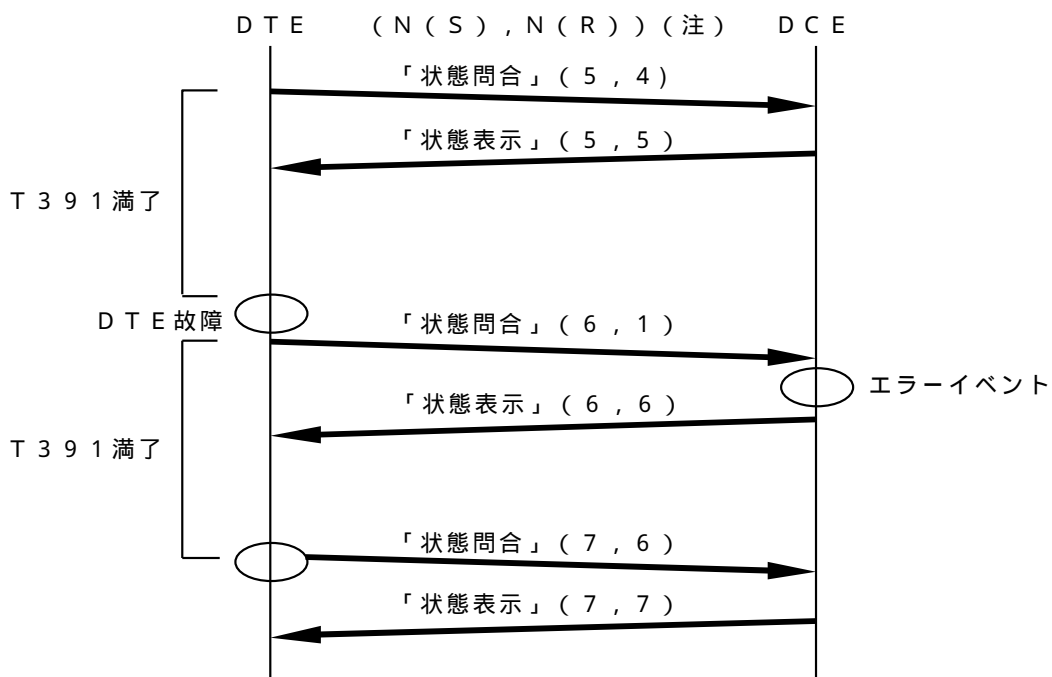 ＤＴＥ　（Ｎ（Ｓ），Ｎ（Ｒ））（注）　ＤＣＥ
「状態問合」（５，４）
「状態表示」（５，５）
Ｔ３９１満了
ＤＴＥ故障
「状態問合」（６，１）
エラーイベント
「状態表示」（６，６）
Ｔ３９１満了
「状態問合」（７，６）
「状態表示」（７，７）